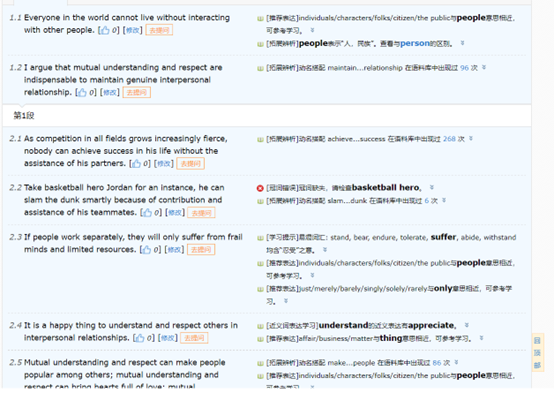 1.1 Everyone in the world cannot live without interacting
with other people. [ 0] [修改] 去提问
[推荐表达]individuals/characters/folks/citizen/the public与people意思相近,
可参考学习。
[拓展辨析]people表示"人，民族"。查看与person的区别。
1.2 I argue that mutual understanding and respect are
indispensable to maintain genuine interpersonal
relationship. [ 0] [修改] 去提问
[拓展辨析]动名搭配 maintain...relationship 在语料库中出现过 96 次
第1段
2.1 As competition in all fields grows increasingly fierce,
nobody can achieve success in his life without the
assistance of his partners. [ 0] [修改] 去提问
[拓展辨析]动名搭配 achieve...success 在语料库中出现过 268 次
2.2 Take basketball hero Jordan for an instance, he can
slam the dunk smartly because of contribution and
assistance of his teammates. [ 0] [修改] 去提问
[冠词错误]冠词缺失，请检查basketball hero。
[拓展辨析]动名搭配 slam...dunk 在语料库中出现过 6 次
2.3 If people work separately, they will only suffer from frail
minds and limited resources. [ 0] [修改] 去提问
[学习提示]易混词汇: stand, bear, endure, tolerate, suffer, abide, withstand
均含"忍受"之意。
[推荐表达]individuals/characters/folks/citizen/the public与people意思相近,
可参考学习。
[推荐表达]just/merely/barely/singly/solely/rarely与only意思相近，可参考学
习。
2.4 It is a happy thing to understand and respect others in
interpersonal relationships. [ 0] [修改] 去提问
[近义词表达学习]understand的近义表达有appreciate。
[推荐表达]affair/business/matter与thing意思相近，可参考学习。
2.5 Mutual understanding and respect can make people
popular among others; mutual understanding and
respect can bring hearts full of love; mutual
[拓展辨析]动名搭配 make...people 在语料库中出现过 86 次
[推荐表达]individuals/characters/folks/citizen/the public与people意思相近,
可参考学习。
回
顶
部